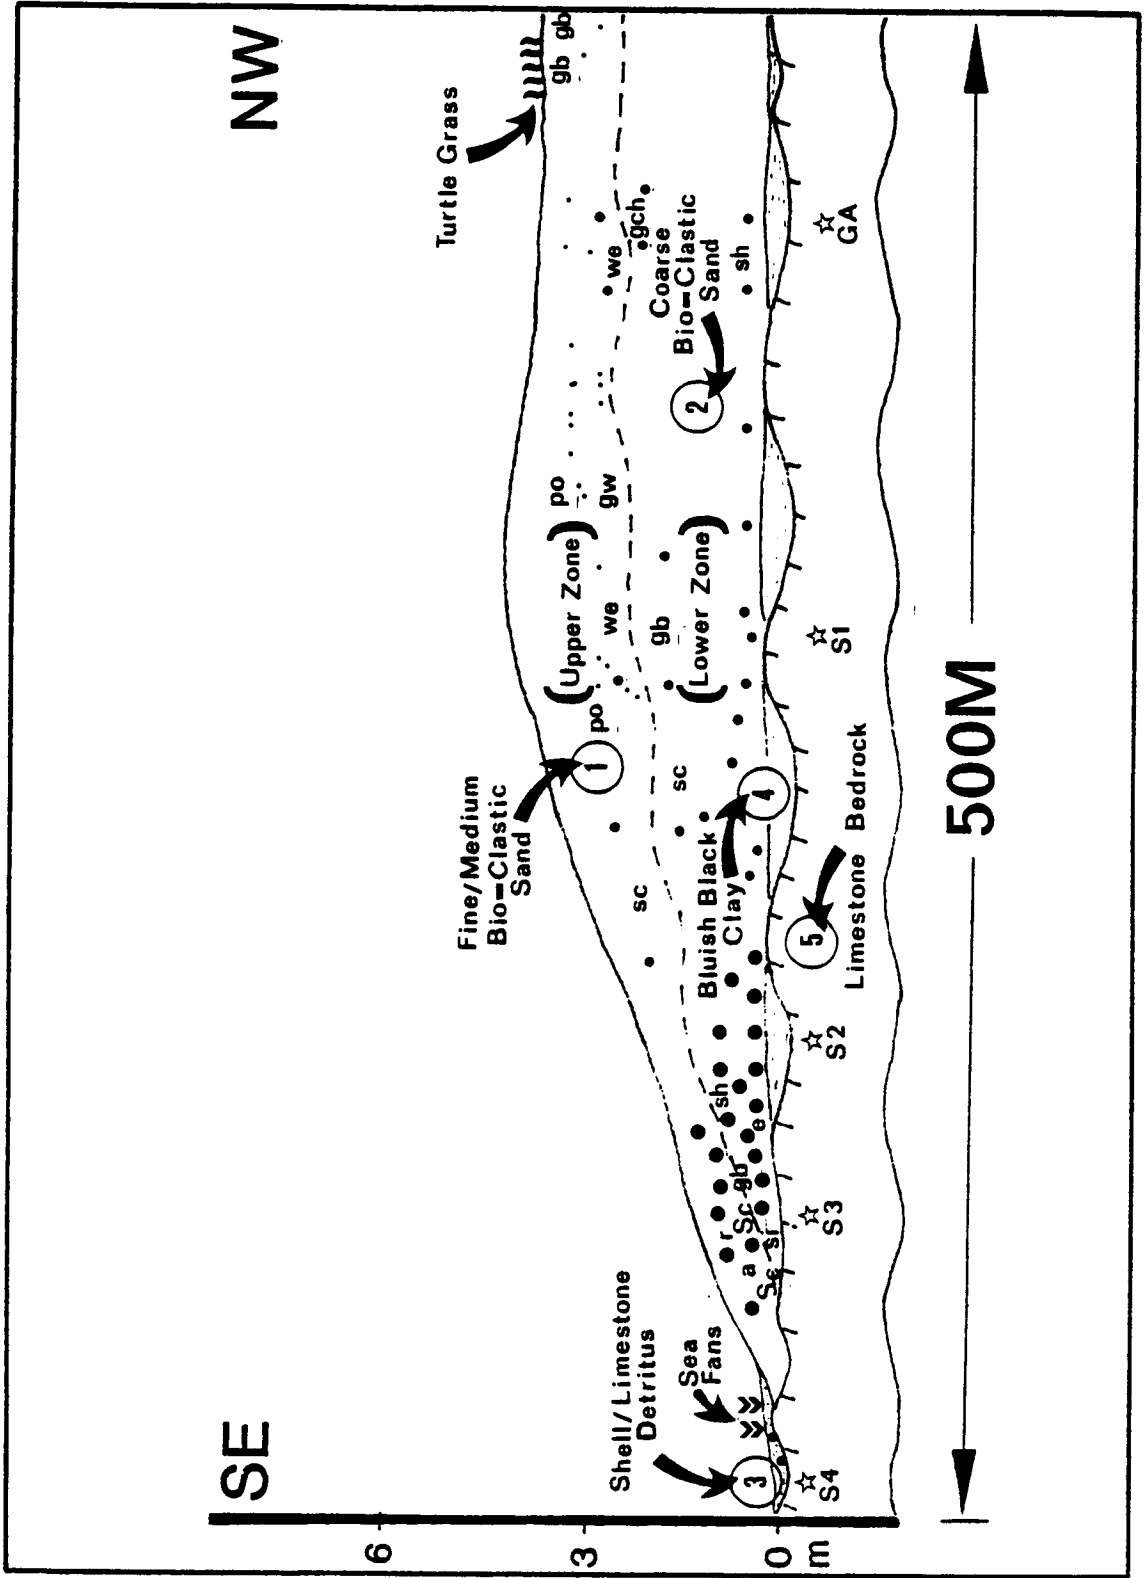 SE
NW
Turtle Grass
gb gb
Fine/Medium
Bio-Clastic
Sand
1
po
(Upper Zone)
po
gw
we
we
gch
sc
sc
gb
(Lower Zone)
2
Coarse
Bio-Clastic
Sand
sh
Shell/Limestone
Detritus
3
Sea
Fans
Bluish Black
Clay
4
sh
r
Sc
gb
e
a
Sc
si
5
Limestone Bedrock
S4
S3
S2
S1
GA
6
3
0
m
500M